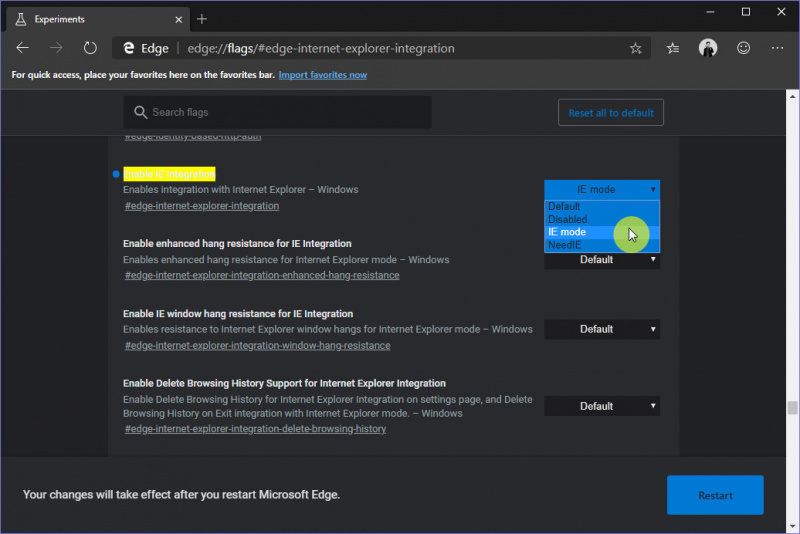 Experiments
Edge
edge://flags/#edge-internet-explorer-integration
For quick access, place your favorites here on the favorites bar. Import favorites now
Search flags
Reset all to default
#edge-identity-based-http-auth
Enable IE Integration
Enables integration with Internet Explorer – Windows
#edge-internet-explorer-integration
IE mode
Default
Disabled
IE mode
NeedIE
Enable enhanced hang resistance for IE Integration
Enables enhanced hang resistance for Internet Explorer mode – Windows
#edge-internet-explorer-integration-enhanced-hang-resistance
Default
Enable IE window hang resistance for IE Integration
Enables resistance to Internet Explorer window hangs for Internet Explorer mode – Windows
#edge-internet-explorer-integration-window-hang-resistance
Default
Enable Delete Browsing History Support for Internet Explorer Integration
Enable Delete Browsing History for Internet Explorer Integration on settings page, and Delete
Browsing History on Exit integration with Internet Explorer mode. – Windows
#edge-internet-explorer-integration-delete-browsing-history
Default
Your changes will take effect after you restart Microsoft Edge.
Restart